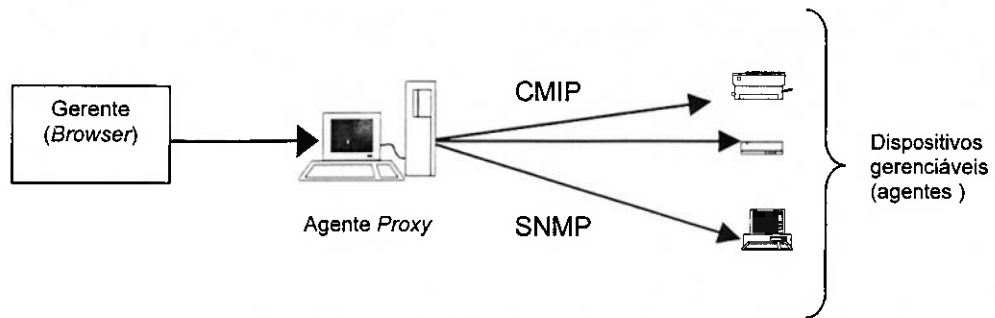 Gerente
(Browser)
Agente Proxy
CMIP
SNMP
Dispositivos
gerenciáveis
(agentes )